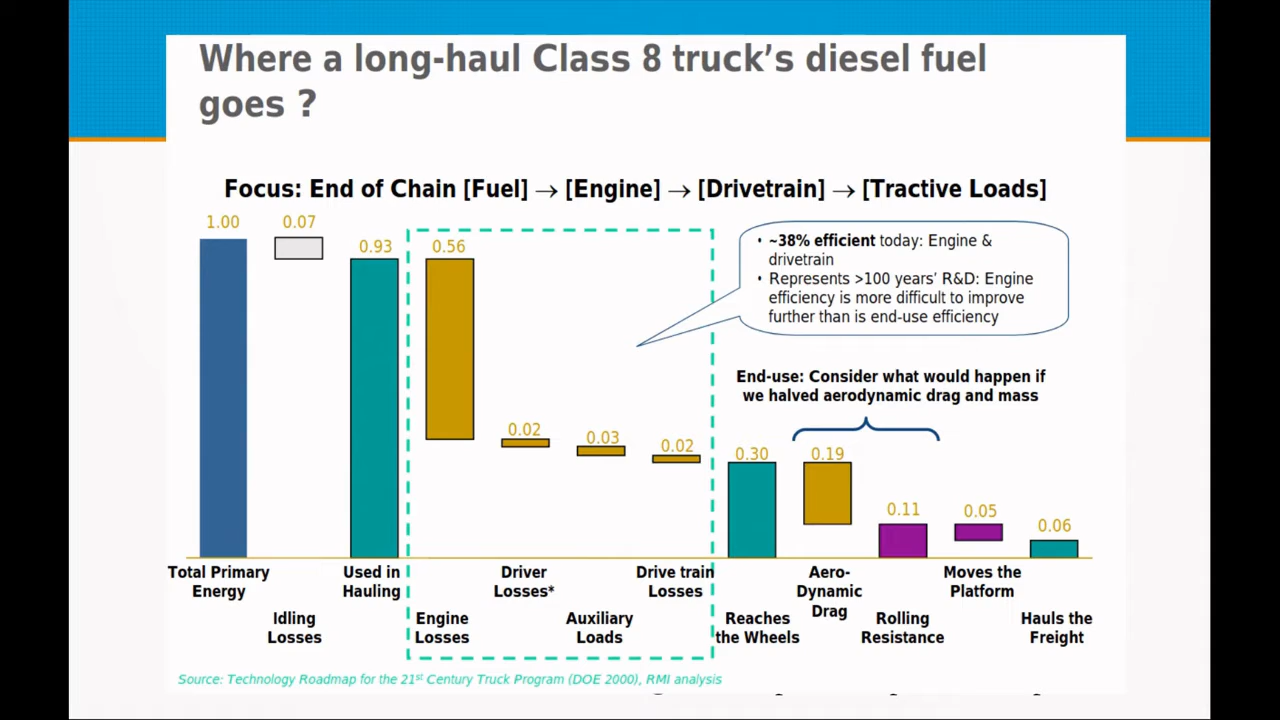 Where a long-haul Class 8 truck’s diesel fuel
goes ?
Focus: End of Chain [Fuel] → [Engine] → [Drivetrain] → [Tractive Loads]
1.00
0.07
0.93
0.56
0.02
0.03
0.02
• ~38% efficient today: Engine &
drivetrain
• Represents >100 years’ R&D: Engine
efficiency is more difficult to improve
further than is end-use efficiency
End-use: Consider what would happen if
we halved aerodynamic drag and mass
0.30
0.19
0.11
0.05
0.06
Total Primary
Energy
Idling
Losses
Used in
Hauling
Engine
Losses
Driver
Losses*
Auxiliary
Loads
Drive train
Losses
Reaches
the Wheels
Aero-
Dynamic
Drag
Rolling
Resistance
Moves the
Platform
Hauls the
Freight
Source: Technology Roadmap for the 21st Century Truck Program (DOE 2000), RMI analysis